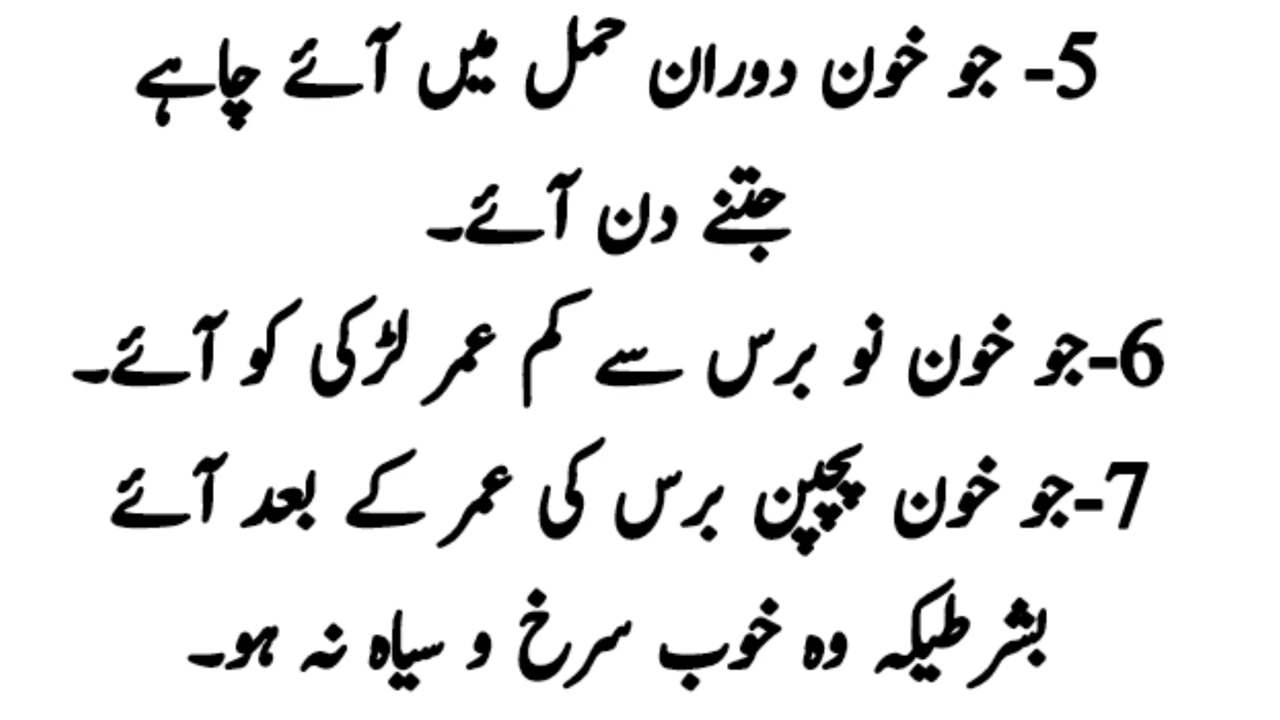 5- جو خون دوران حمل میں آئے چاہے
جتنے دن آئے۔
6-جو خون نو برس سے کم عمر لڑکی کو آئے۔
7-جو خون پچپن برس کی عمر کے بعد آئے
بشرطیکہ وہ خوب سرخ و سیاہ نہ ہو۔